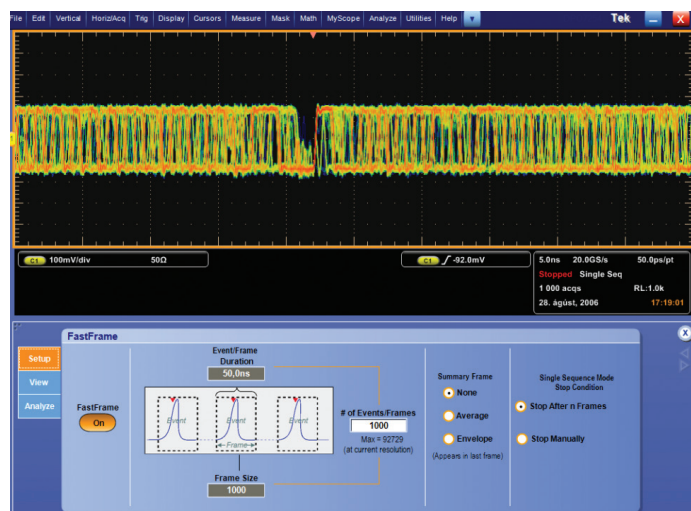 File Edit Vertical Horiz/Acq Trig Display Cursors Measure Mask Math MyScope Analyze Utilities Help Tek X
C1 100mV/div 50Ω
C1 -92.0mV
5.0ns 20.0GS/s 50.0ps/pt
Stopped Single Seq
1 000 acqs RL:1.0k
28. ágúst, 2006 17:19:01
FastFrame
X
Setup
View
Analyze
FastFrame
On
Event/Frame
Duration
50,0ns
Event Event Event
Frame
Frame Size
1000
# of Events/Frames
1000
Max = 92729
(at current resolution)
Summary Frame
None
Average
Envelope
(Appears in last frame)
Single Sequence Mode
Stop Condition
Stop After n Frames
Stop Manually